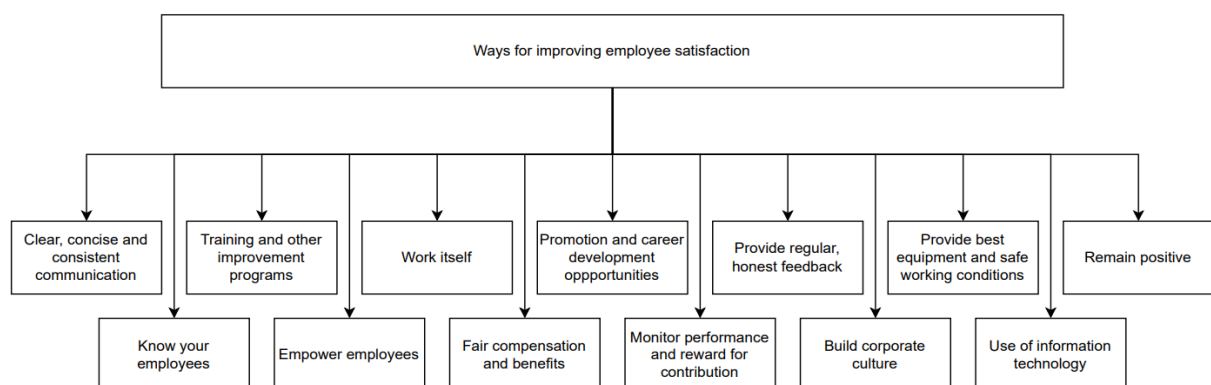 Ways for improving employee satisfaction
Clear, concise and
consistent
communication
Training and other
improvement
programs
Work itself
Promotion and career
development
oppportunities
Provide regular,
honest feedback
Provide best
equipment and safe
working conditions
Remain positive
Know your
employees
Empower employees
Fair compensation
and benefits
Monitor performance
and reward for
contribution
Build corporate
culture
Use of information
technology